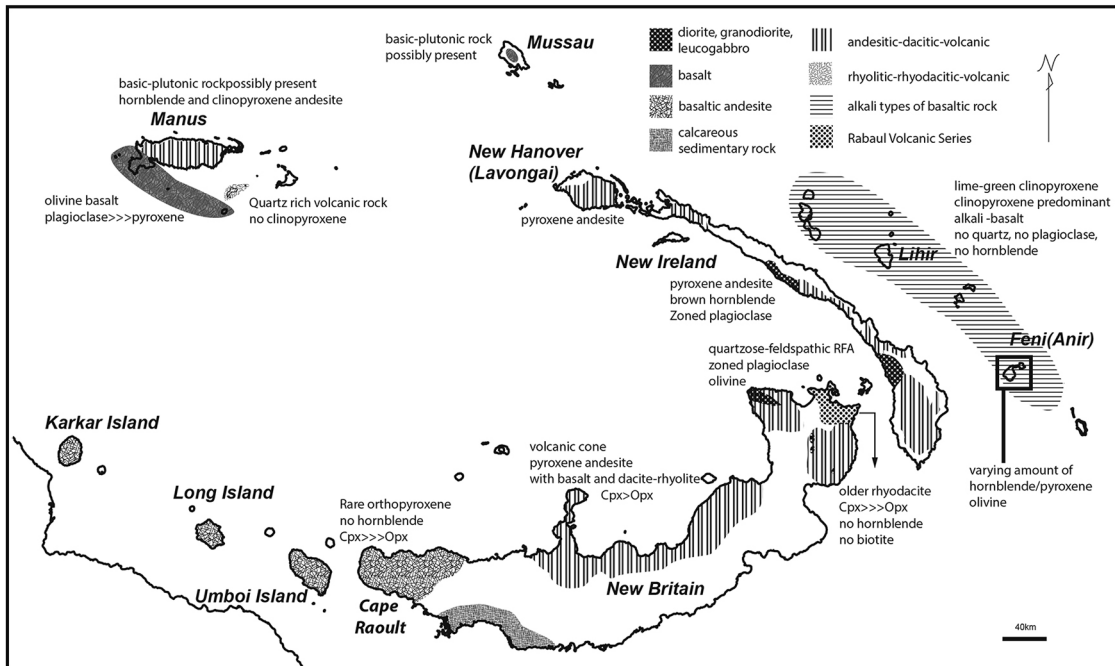 basic-plutonic rock
possibly present
Mussau
diorite, granodiorite,
leucogabbro
basalt
basaltic andesite
calcareous
sedimentary rock
andesitic-dacitic-volcanic
rhyolitic-rhyodacitic-volcanic
alkali types of basaltic rock
Rabaul Volcanic Series
N
basic-plutonic rockpossibly present
hornblende and clinopyroxene andesite
Manus
olivine basalt
plagioclase>>>pyroxene
Quartz rich volcanic rock
no clinopyroxene
New Hanover
(Lavongai)
pyroxene andesite
New Ireland
pyroxene andesite
brown hornblende
Zoned plagioclase
lime-green clinopyroxene
clinopyroxene predominant
alkali -basalt
no quartz, no plagioclase,
no hornblende
Lihir
Feni(Anir)
quartzose-feldspathic RFA
zoned plagioclase
olivine
varying amount of
hornblende/pyroxene
olivine
Karkar Island
Long Island
Umboi Island
Rare orthopyroxene
no hornblende
Cpx>>>Opx
Cape
Raoult
volcanic cone
pyroxene andesite
with basalt and dacite-rhyolite
Cpx>Opx
older rhyodacite
Cpx>>>Opx
no hornblende
no biotite
New Britain
40km